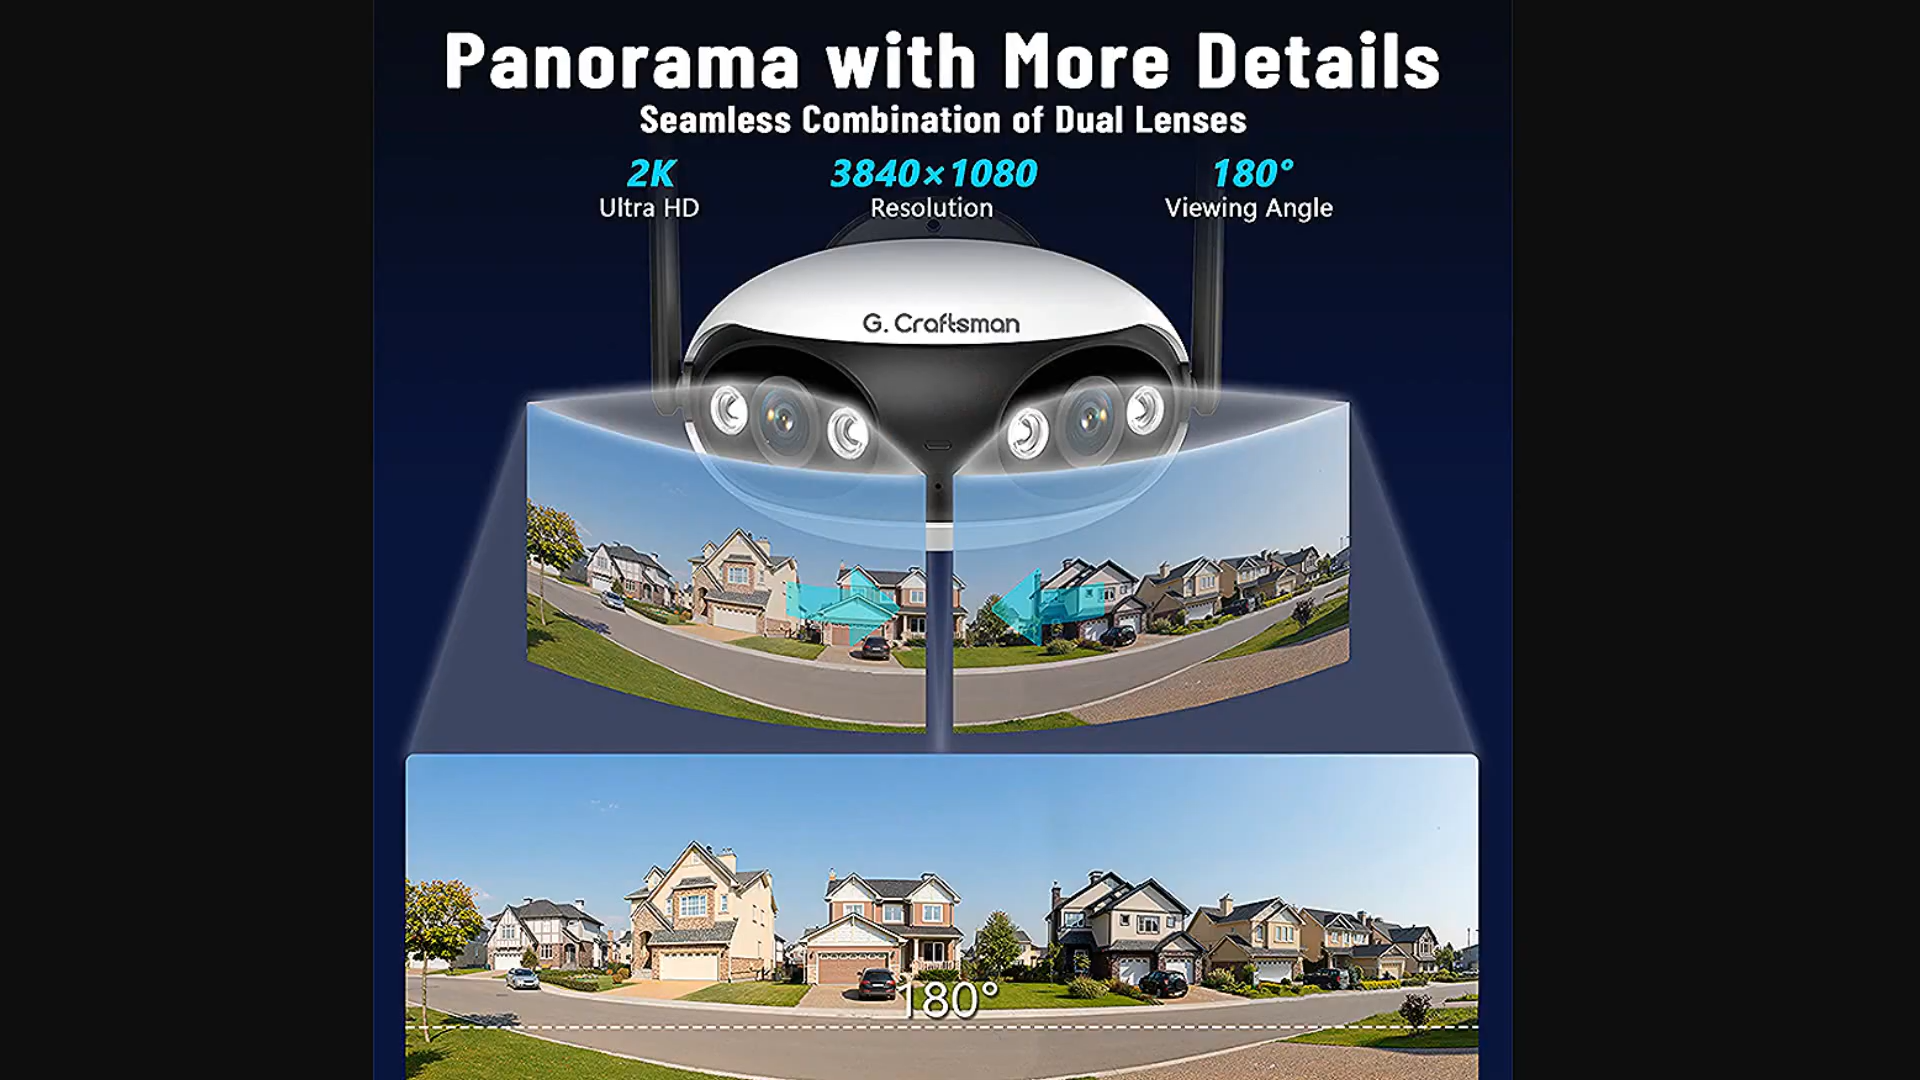 Panorama with More Details
Seamless Combination of Dual Lenses
2K
Ultra HD
3840×1080
Resolution
180°
Viewing Angle
G. Craftsman
180°